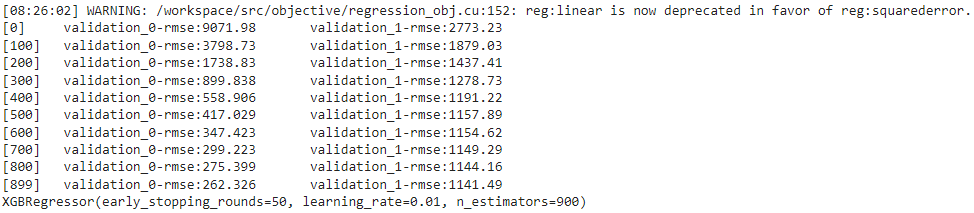 [08:26:02] WARNING: /workspace/src/objective/regression_obj.cu:152: reg:linear is now deprecated in favor of reg:squarederror.
[0] validation_0-rmse:9071.98 validation_1-rmse:2773.23
[100] validation_0-rmse:3798.73 validation_1-rmse:1879.03
[200] validation_0-rmse:1738.83 validation_1-rmse:1437.41
[300] validation_0-rmse:899.838 validation_1-rmse:1278.73
[400] validation_0-rmse:558.906 validation_1-rmse:1191.22
[500] validation_0-rmse:417.029 validation_1-rmse:1157.89
[600] validation_0-rmse:347.423 validation_1-rmse:1154.62
[700] validation_0-rmse:299.223 validation_1-rmse:1149.29
[800] validation_0-rmse:275.399 validation_1-rmse:1144.16
[899] validation_0-rmse:262.326 validation_1-rmse:1141.49
XGBRegressor(early_stopping_rounds=50, learning_rate=0.01, n_estimators=900)